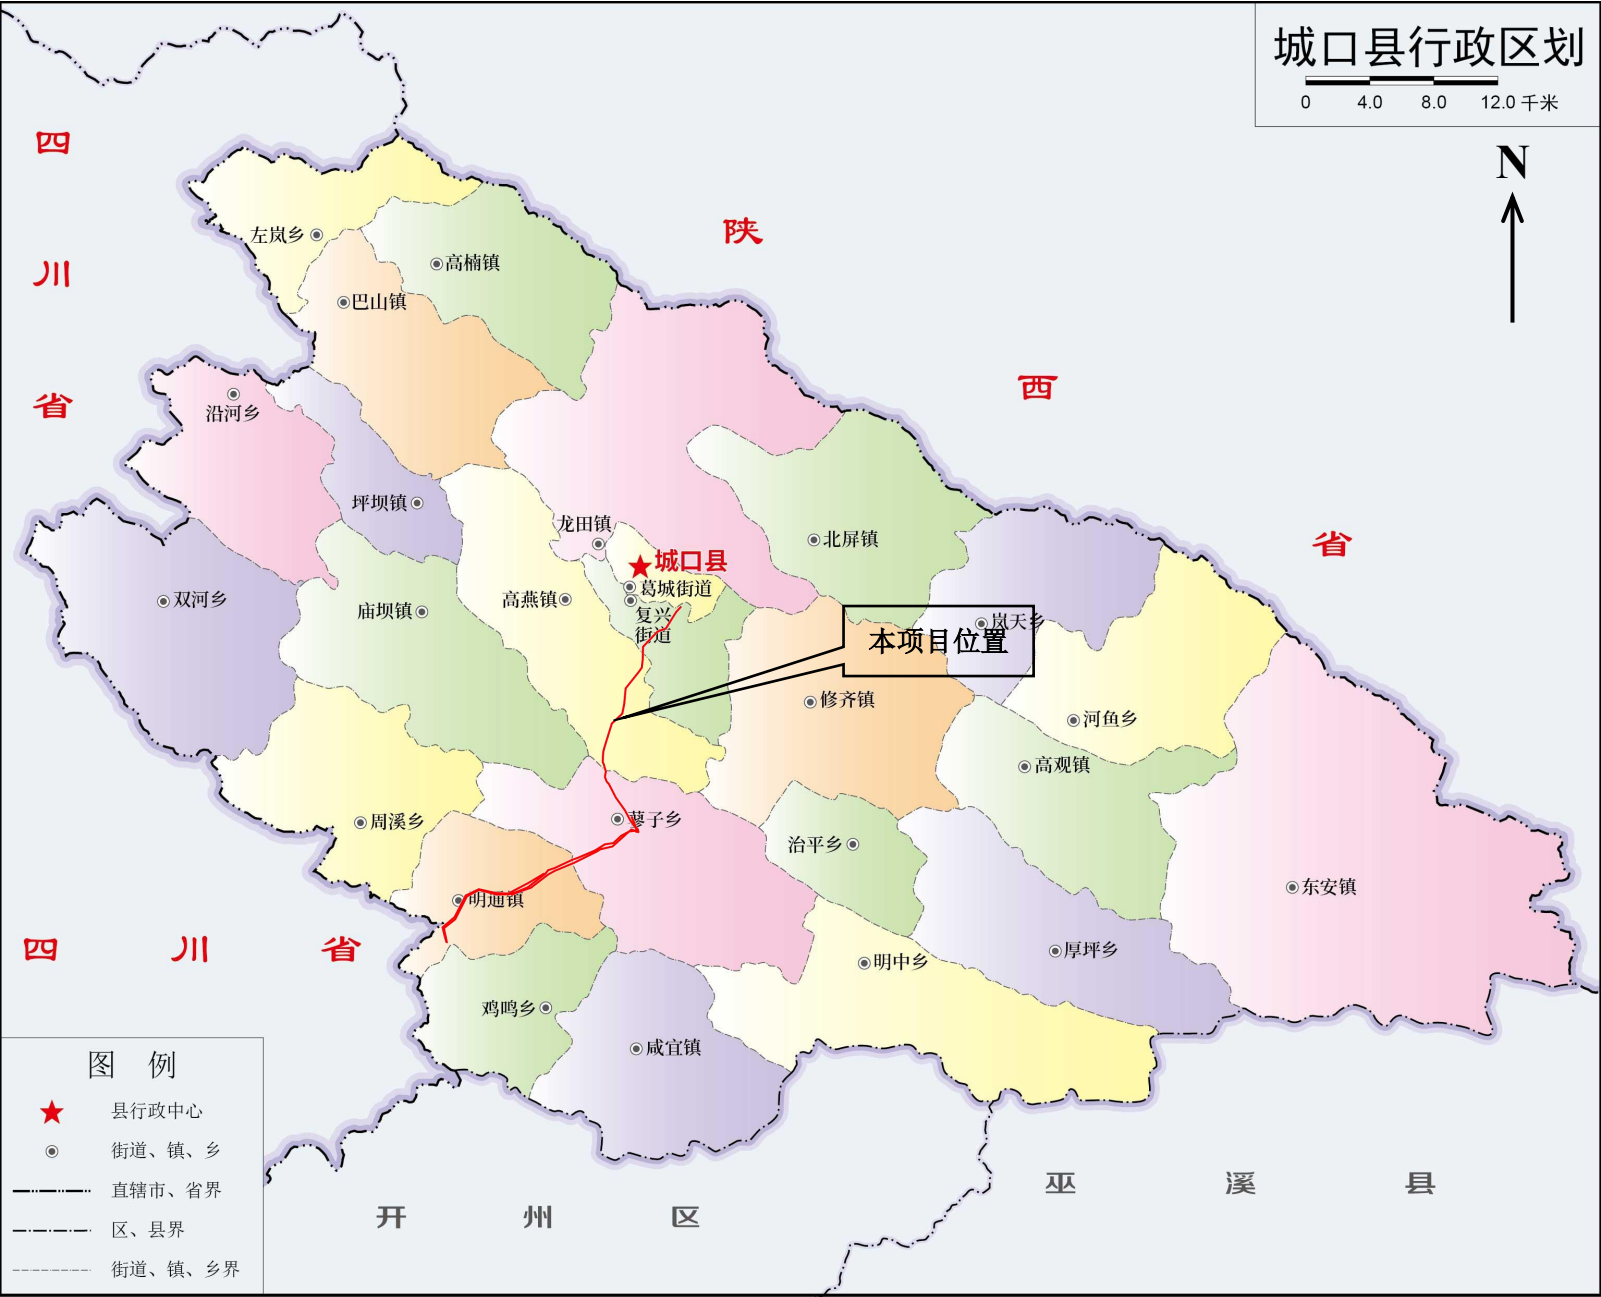 城口县行政区划
0 4.0 8.0 12.0 千米
N
四
川
省
陕
西
省
左岚乡
高楠镇
巴山镇
沿河乡
坪坝镇
龙田镇
北屏镇
城口县
葛城街道
双河乡
庙坝镇
高燕镇
复兴
街道
岚天乡
本项目位置
修齐镇
河鱼乡
高观镇
周溪乡
蓼子乡
治平乡
东安镇
明通镇
四 川 省
明中乡
厚坪乡
鸡鸣乡
咸宜镇
巫 溪 县
开 州 区
图 例
县行政中心
街道、镇、乡
直辖市、省界
区、县界
街道、镇、乡界